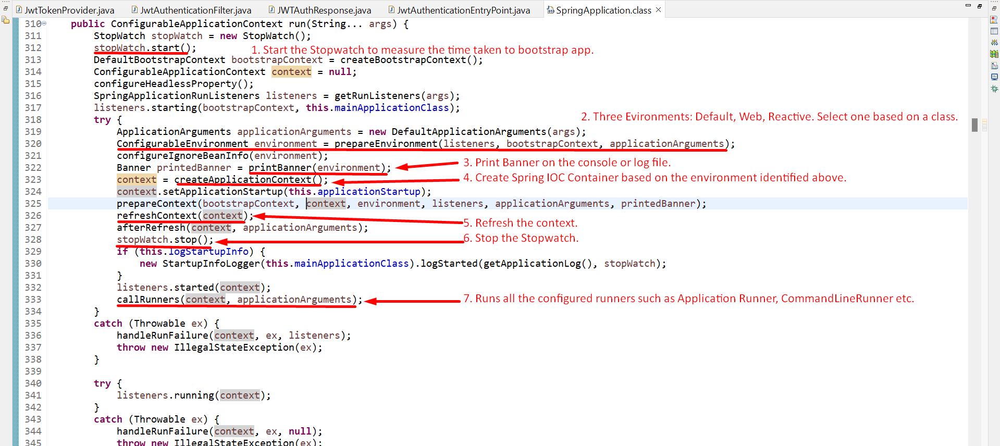 JwtTokenProvider.java JwtAuthenticationFilter.java JWTAuthResponse.java JwtAuthenticationEntryPoint.java SpringApplication.class
310 public ConfigurableApplicationContext run(String... args) {
311 StopWatch stopWatch = new StopWatch();
312 stopWatch.start(); 1. Start the Stopwatch to measure the time taken to bootstrap app.
313 DefaultBootstrapContext bootstrapContext = createBootstrapContext();
314 ConfigurableApplicationContext context = null;
315 configureHeadlessProperty();
316 SpringApplicationRunListeners listeners = getRunListeners(args);
317 listeners.starting(bootstrapContext, this.mainApplicationClass);
318 try { 2. Three Evironments: Default, Web, Reactive. Select one based on a class.
319 ApplicationArguments applicationArguments = new DefaultApplicationArguments(args);
320 ConfigurableEnvironment environment = prepareEnvironment(listeners, bootstrapContext, applicationArguments);
321 configureIgnoreBeanInfo(environment);
322 Banner printedBanner = printBanner(environment); 3. Print Banner on the console or log file.
323 context = createApplicationContext(); 4. Create Spring IOC Container based on the environment identified above.
324 context.setApplicationStartup(this.applicationStartup);
325 prepareContext(bootstrapContext, context, environment, listeners, applicationArguments, printedBanner);
326 refreshContext(context); 5. Refresh the context.
327 afterRefresh(context, applicationArguments);
328 stopWatch.stop(); 6. Stop the Stopwatch.
329 if (this.logStartupInfo) {
330 new StartupInfoLogger(this.mainApplicationClass).logStarted(getApplicationLog(), stopWatch);
331 }
332 listeners.started(context);
333 callRunners(context, applicationArguments); 7. Runs all the configured runners such as Application Runner, CommandLineRunner etc.
334 }
335 catch (Throwable ex) {
336 handleRunFailure(context, ex, listeners);
337 throw new IllegalStateException(ex);
338 }
339
340 try {
341 listeners.running(context);
342 }
343 catch (Throwable ex) {
344 handleRunFailure(context, ex, null);
345 throw new IllegalStateException(ex);